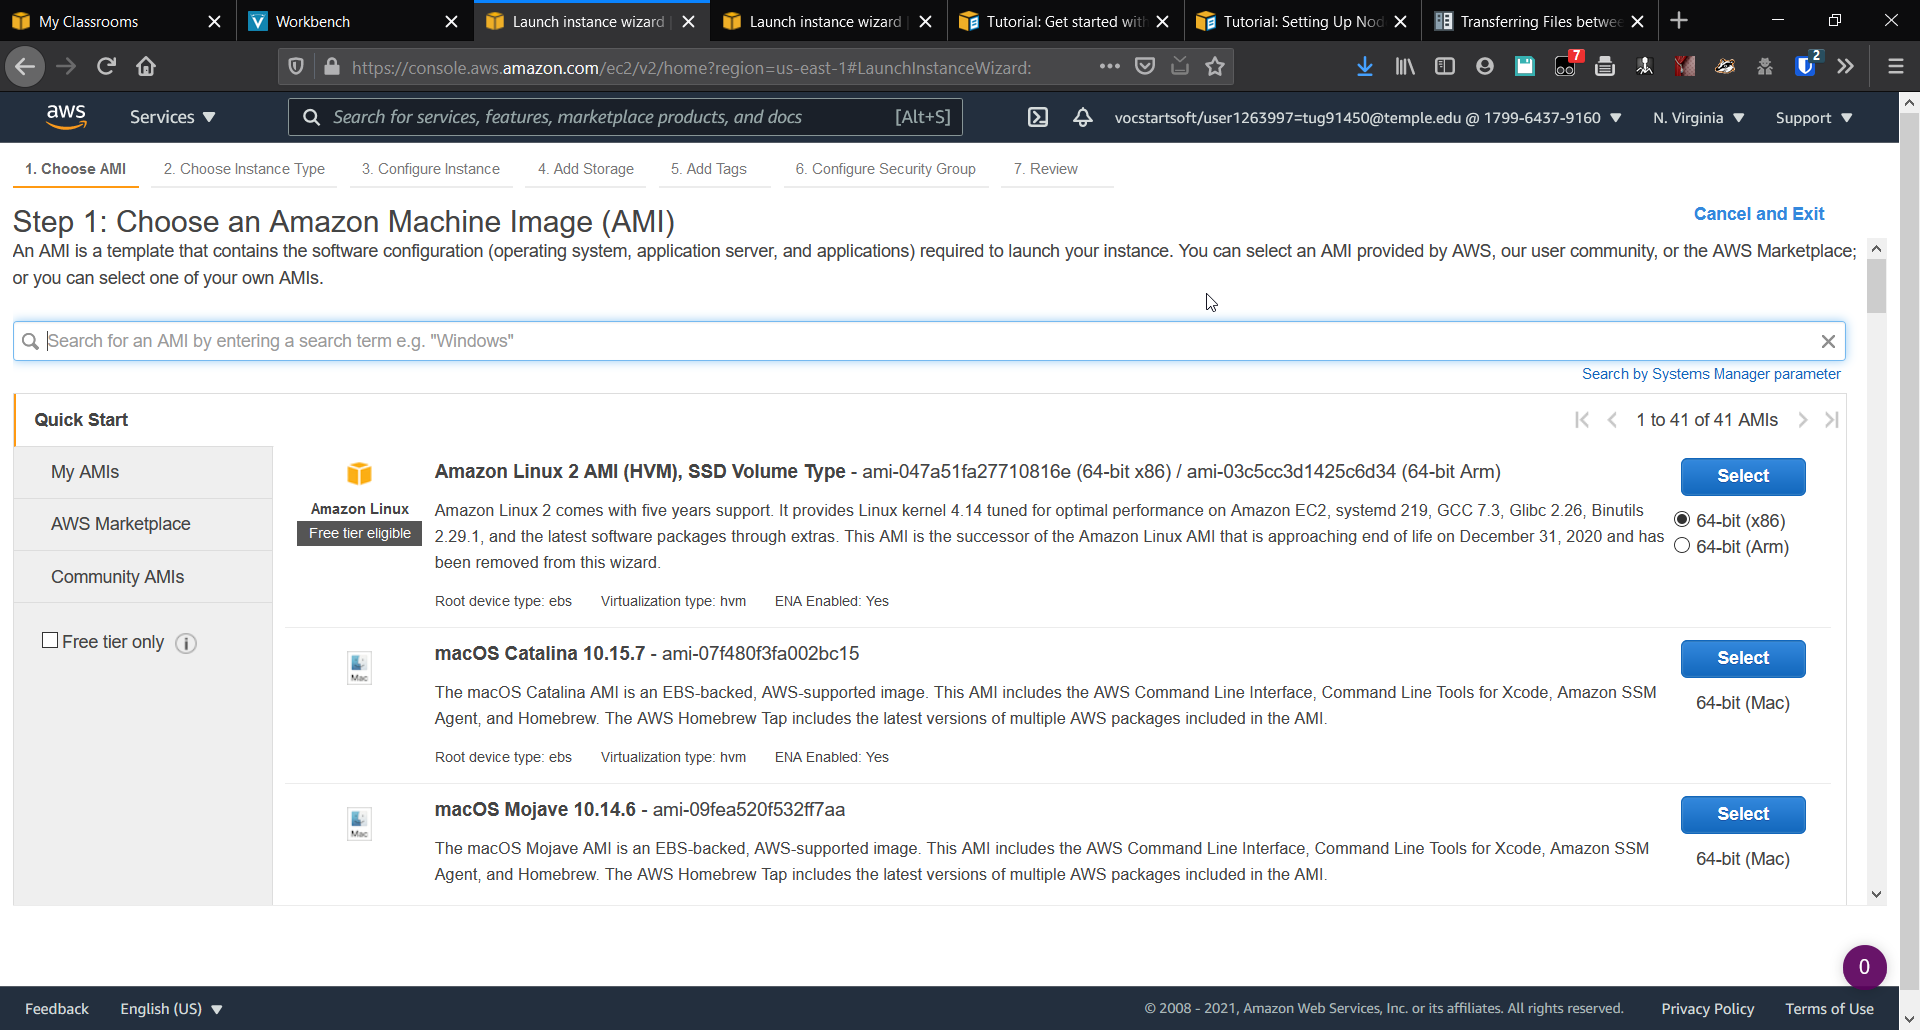 My Classrooms
Workbench
Launch instance wizard
Launch instance wizard
Tutorial: Get started with
Tutorial: Setting Up Nod
Transferring Files betwee
https://console.aws.amazon.com/ec2/v2/home?region=us-east-1#LaunchInstanceWizard:
7
2
aws
Services
Search for services, features, marketplace products, and docs
[Alt+S]
vocstartsoft/user1263997=tug91450@temple.edu @ 1799-6437-9160
N. Virginia
Support
1. Choose AMI
2. Choose Instance Type
3. Configure Instance
4. Add Storage
5. Add Tags
6. Configure Security Group
7. Review
Step 1: Choose an Amazon Machine Image (AMI)
Cancel and Exit
An AMI is a template that contains the software configuration (operating system, application server, and applications) required to launch your instance. You can select an AMI provided by AWS, our user community, or the AWS Marketplace;
or you can select one of your own AMIs.
Search for an AMI by entering a search term e.g. "Windows"
Search by Systems Manager parameter
Quick Start
1 to 41 of 41 AMIs
My AMIs
AWS Marketplace
Community AMIs
Free tier only
i
Amazon Linux
Free tier eligible
Amazon Linux 2 AMI (HVM), SSD Volume Type - ami-047a51fa27710816e (64-bit x86) / ami-03c5cc3d1425c6d34 (64-bit Arm)
Amazon Linux 2 comes with five years support. It provides Linux kernel 4.14 tuned for optimal performance on Amazon EC2, systemd 219, GCC 7.3, Glibc 2.26, Binutils
2.29.1, and the latest software packages through extras. This AMI is the successor of the Amazon Linux AMI that is approaching end of life on December 31, 2020 and has
been removed from this wizard.
Root device type: ebs
Virtualization type: hvm
ENA Enabled: Yes
Select
64-bit (x86)
64-bit (Arm)
Mac
macOS Catalina 10.15.7 - ami-07f480f3fa002bc15
The macOS Catalina AMI is an EBS-backed, AWS-supported image. This AMI includes the AWS Command Line Interface, Command Line Tools for Xcode, Amazon SSM
Agent, and Homebrew. The AWS Homebrew Tap includes the latest versions of multiple AWS packages included in the AMI.
Root device type: ebs
Virtualization type: hvm
ENA Enabled: Yes
Select
64-bit (Mac)
Mac
macOS Mojave 10.14.6 - ami-09fea520f532ff7aa
The macOS Mojave AMI is an EBS-backed, AWS-supported image. This AMI includes the AWS Command Line Interface, Command Line Tools for Xcode, Amazon SSM
Agent, and Homebrew. The AWS Homebrew Tap includes the latest versions of multiple AWS packages included in the AMI.
Select
64-bit (Mac)
0
Feedback
English (US)
© 2008 - 2021, Amazon Web Services, Inc. or its affiliates. All rights reserved.
Privacy Policy
Terms of Use